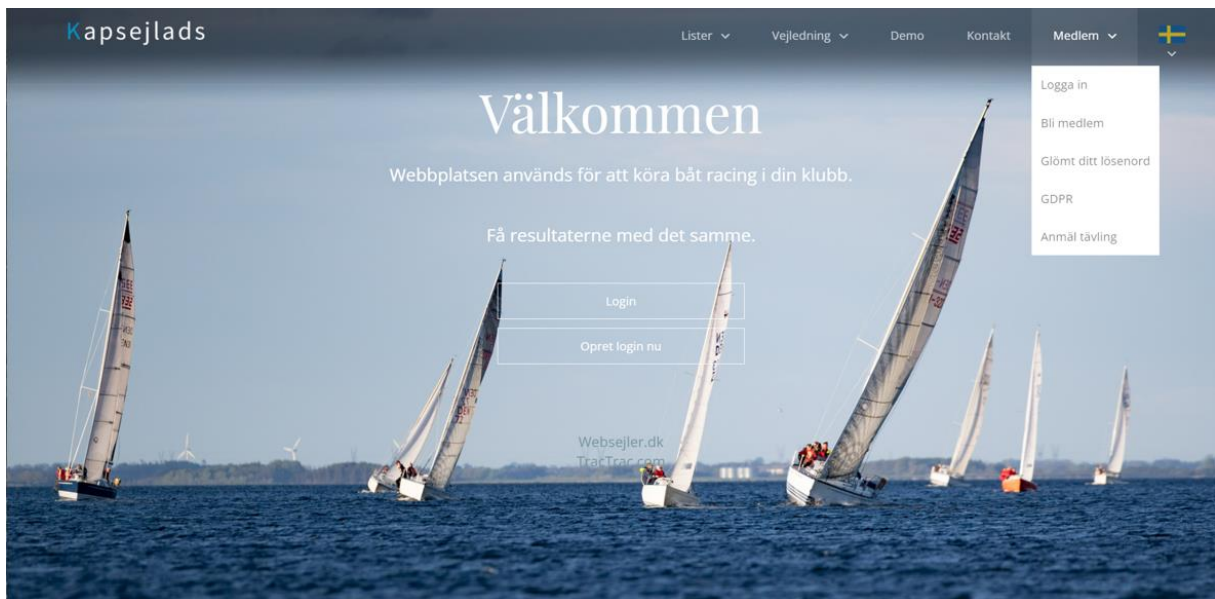 Kapsejlads
Lister Vejledning Demo Kontakt Medlem
Logga in
Bli medlem
Glömt ditt lösenord
GDPR
Anmäl tävling
Välkommen
Webbplatsen används för att köra båt racing i din klubb.
Få resultaterne med det samme.
Login
Opret login nu
Websejler.dk
TracTrac.com